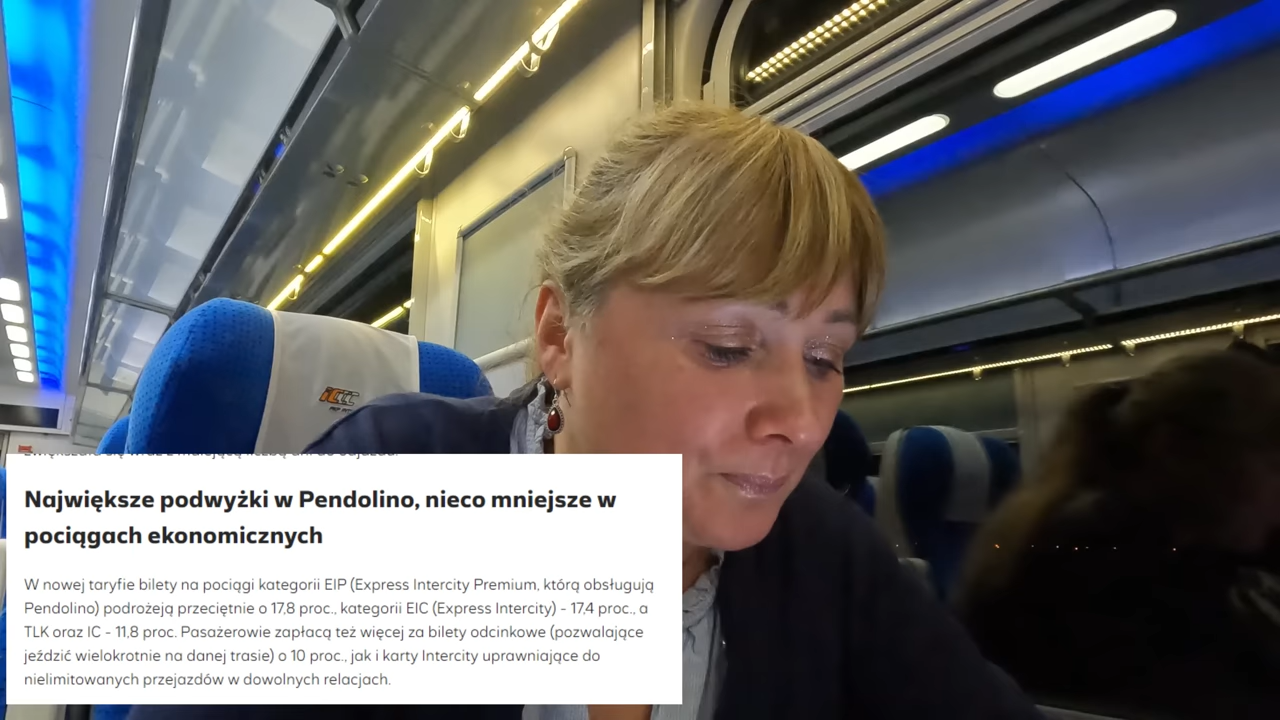 Największe podwyżki w Pendolino, nieco mniejsze w
pociągach ekonomicznych
W nowej taryfie bilety na pociągi kategorii EIP (Express Intercity Premium, którą obsługują
Pendolino) podrożeją przeciętnie o 17,8 proc., kategorii EIC (Express Intercity) - 17,4 proc., a
TLK oraz IC - 11,8 proc. Pasażerowie zapłacą też więcej za bilety odcinkowe (pozwalające
jeździć wielokrotnie na danej trasie) o 10 proc., jak i karty Intercity uprawniające do
nielimitowanych przejazdów w dowolnych relacjach.